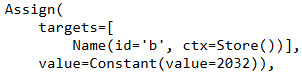 Assign(
    targets=[
        Name(id='b', ctx=Store())],
    value=Constant(value=2032)),